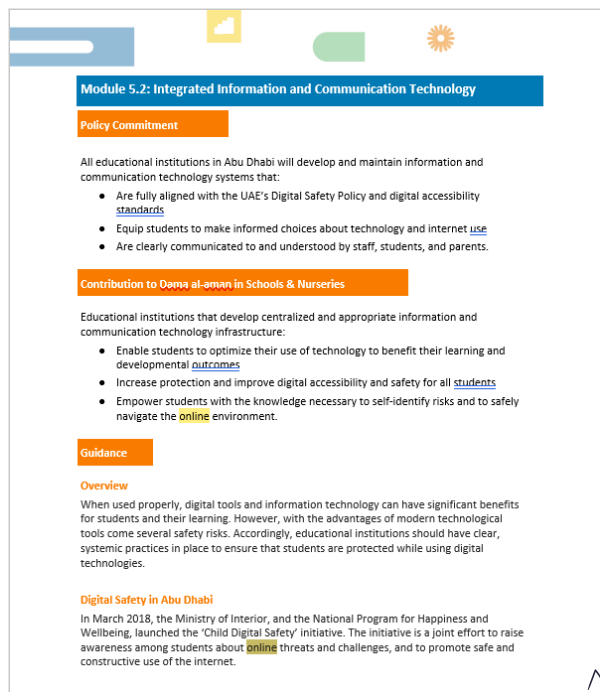 Module 5.2: Integrated Information and Communication Technology
Policy Commitment
All educational institutions in Abu Dhabi will develop and maintain information and
communication technology systems that:
● Are fully aligned with the UAE's Digital Safety Policy and digital accessibility
standards
● Equip students to make informed choices about technology and internet use
● Are clearly communicated to and understood by staff, students, and parents.
Contribution to Dama al-aman in Schools & Nurseries
Educational institutions that develop centralized and appropriate information and
communication technology infrastructure:
● Enable students to optimize their use of technology to benefit their learning and
developmental outcomes
● Increase protection and improve digital accessibility and safety for all students
● Empower students with the knowledge necessary to self-identify risks and to safely
navigate the online environment.
Guidance
Overview
When used properly, digital tools and information technology can have significant benefits
for students and their learning. However, with the advantages of modern technological
tools come several safety risks. Accordingly, educational institutions should have clear,
systemic practices in place to ensure that students are protected while using digital
technologies.
Digital Safety in Abu Dhabi
In March 2018, the Ministry of Interior, and the National Program for Happiness and
Wellbeing, launched the 'Child Digital Safety' initiative. The initiative is a joint effort to raise
awareness among students about online threats and challenges, and to promote safe and
constructive use of the internet.